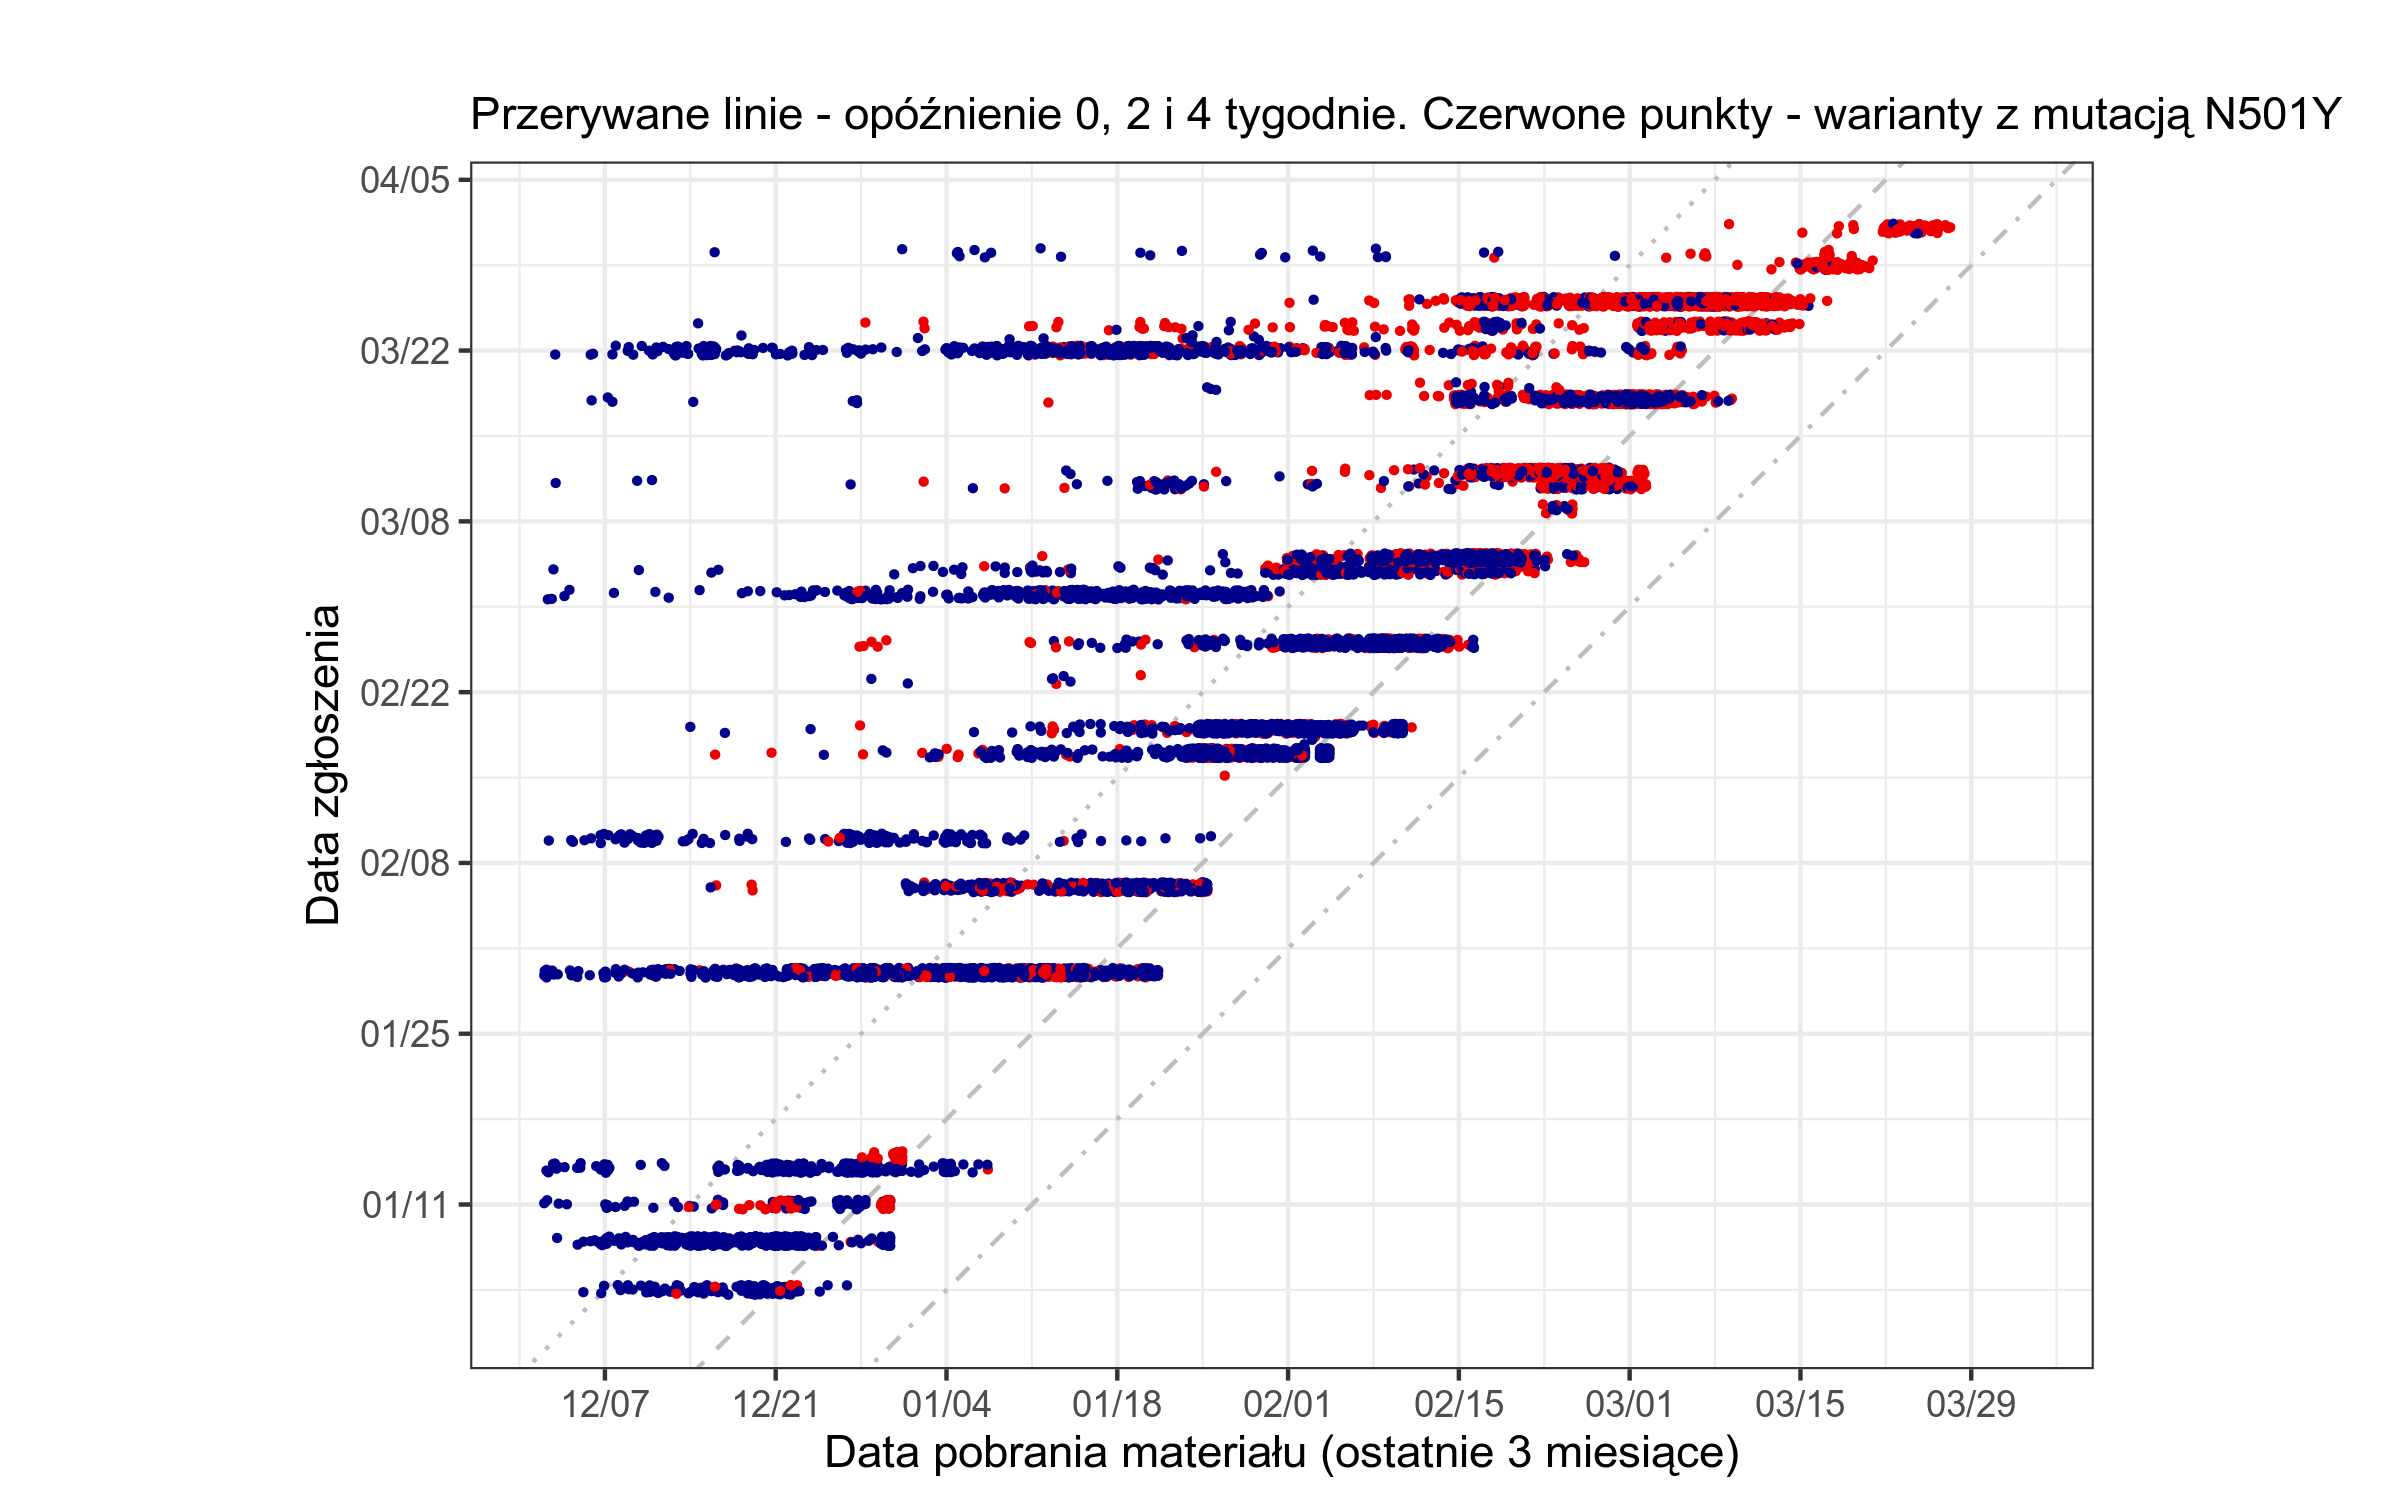 Przerywane linie - opóźnienie 0, 2 i 4 tygodnie. Czerwone punkty - warianty z mutacją N501Y
04/05
03/22
03/08
02/22
02/08
01/25
01/11
Data zgłoszenia
12/07 12/21 01/04 01/18 02/01 02/15 03/01 03/15 03/29
Data pobrania materiału (ostatnie 3 miesiące)